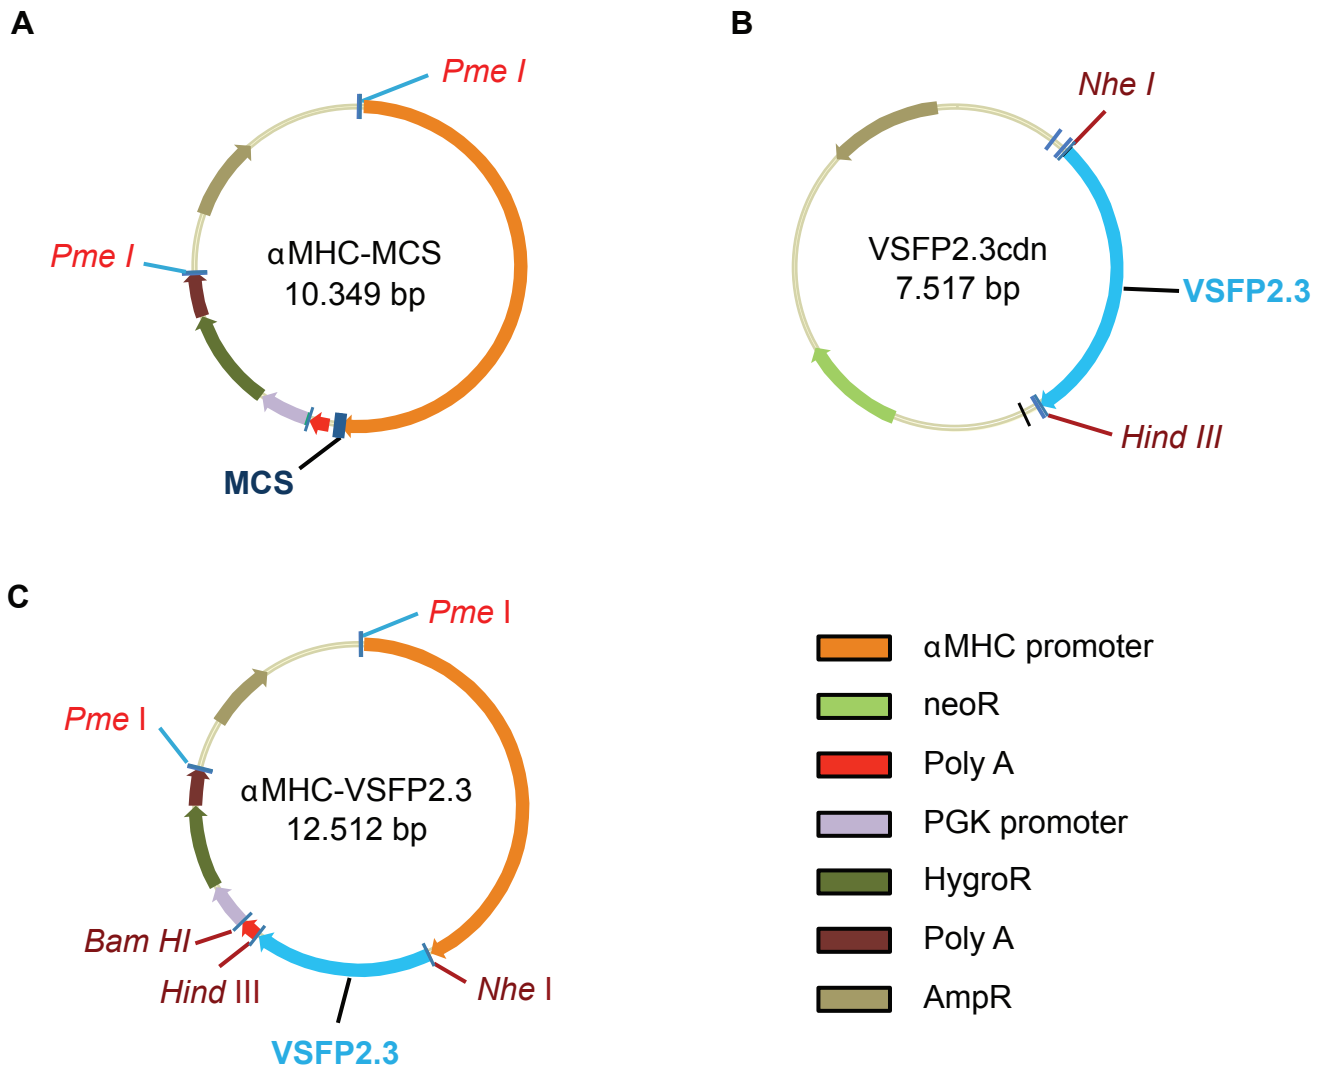 A
Pme I
Pme I
αMHC-MCS
10.349 bp
MCS
B
Nhe I
VSFP2.3cdn
7.517 bp
VSFP2.3
Hind III
C
Pme I
Pme I
αMHC-VSFP2.3
12.512 bp
Bam HI
Hind III
Nhe I
VSFP2.3
αMHC promoter
neoR
Poly A
PGK promoter
HygroR
Poly A
AmpR